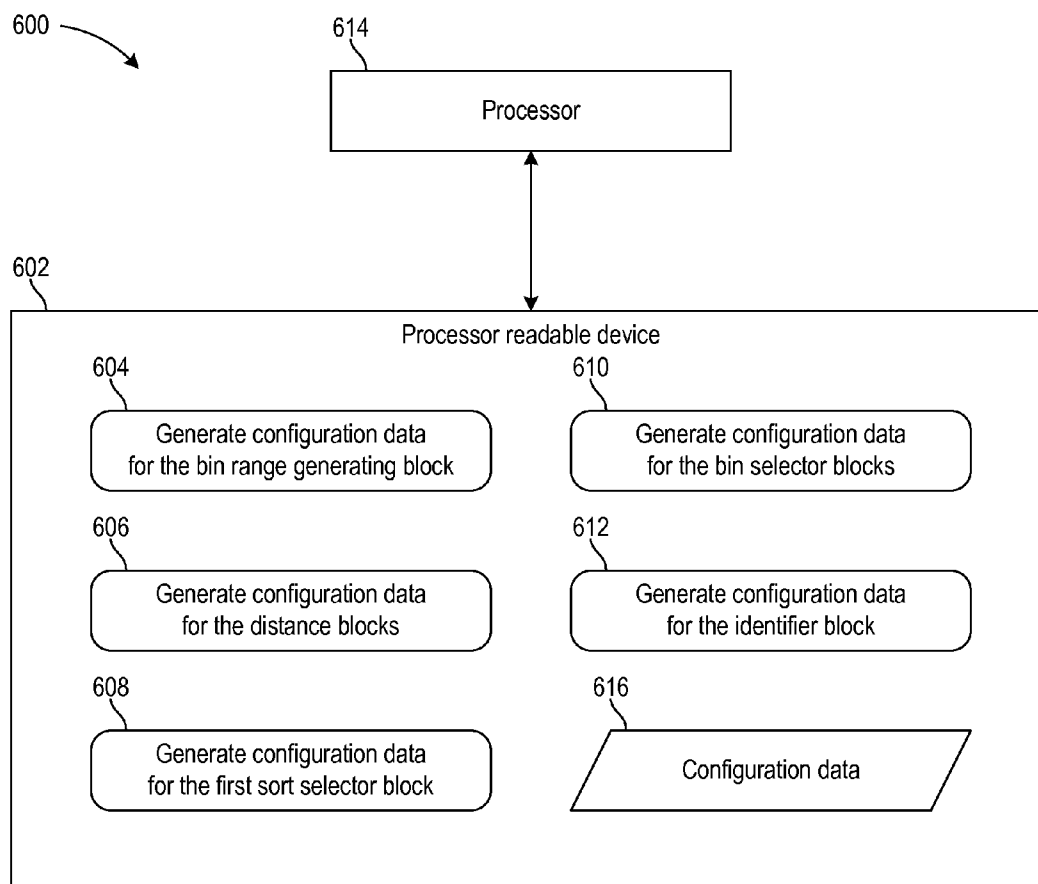 600
614
Processor
602
Processor readable device
604
Generate configuration data
for the bin range generating block
610
Generate configuration data
for the bin selector blocks
606
Generate configuration data
for the distance blocks
612
Generate configuration data
for the identifier block
608
Generate configuration data
for the first sort selector block
616
Configuration data